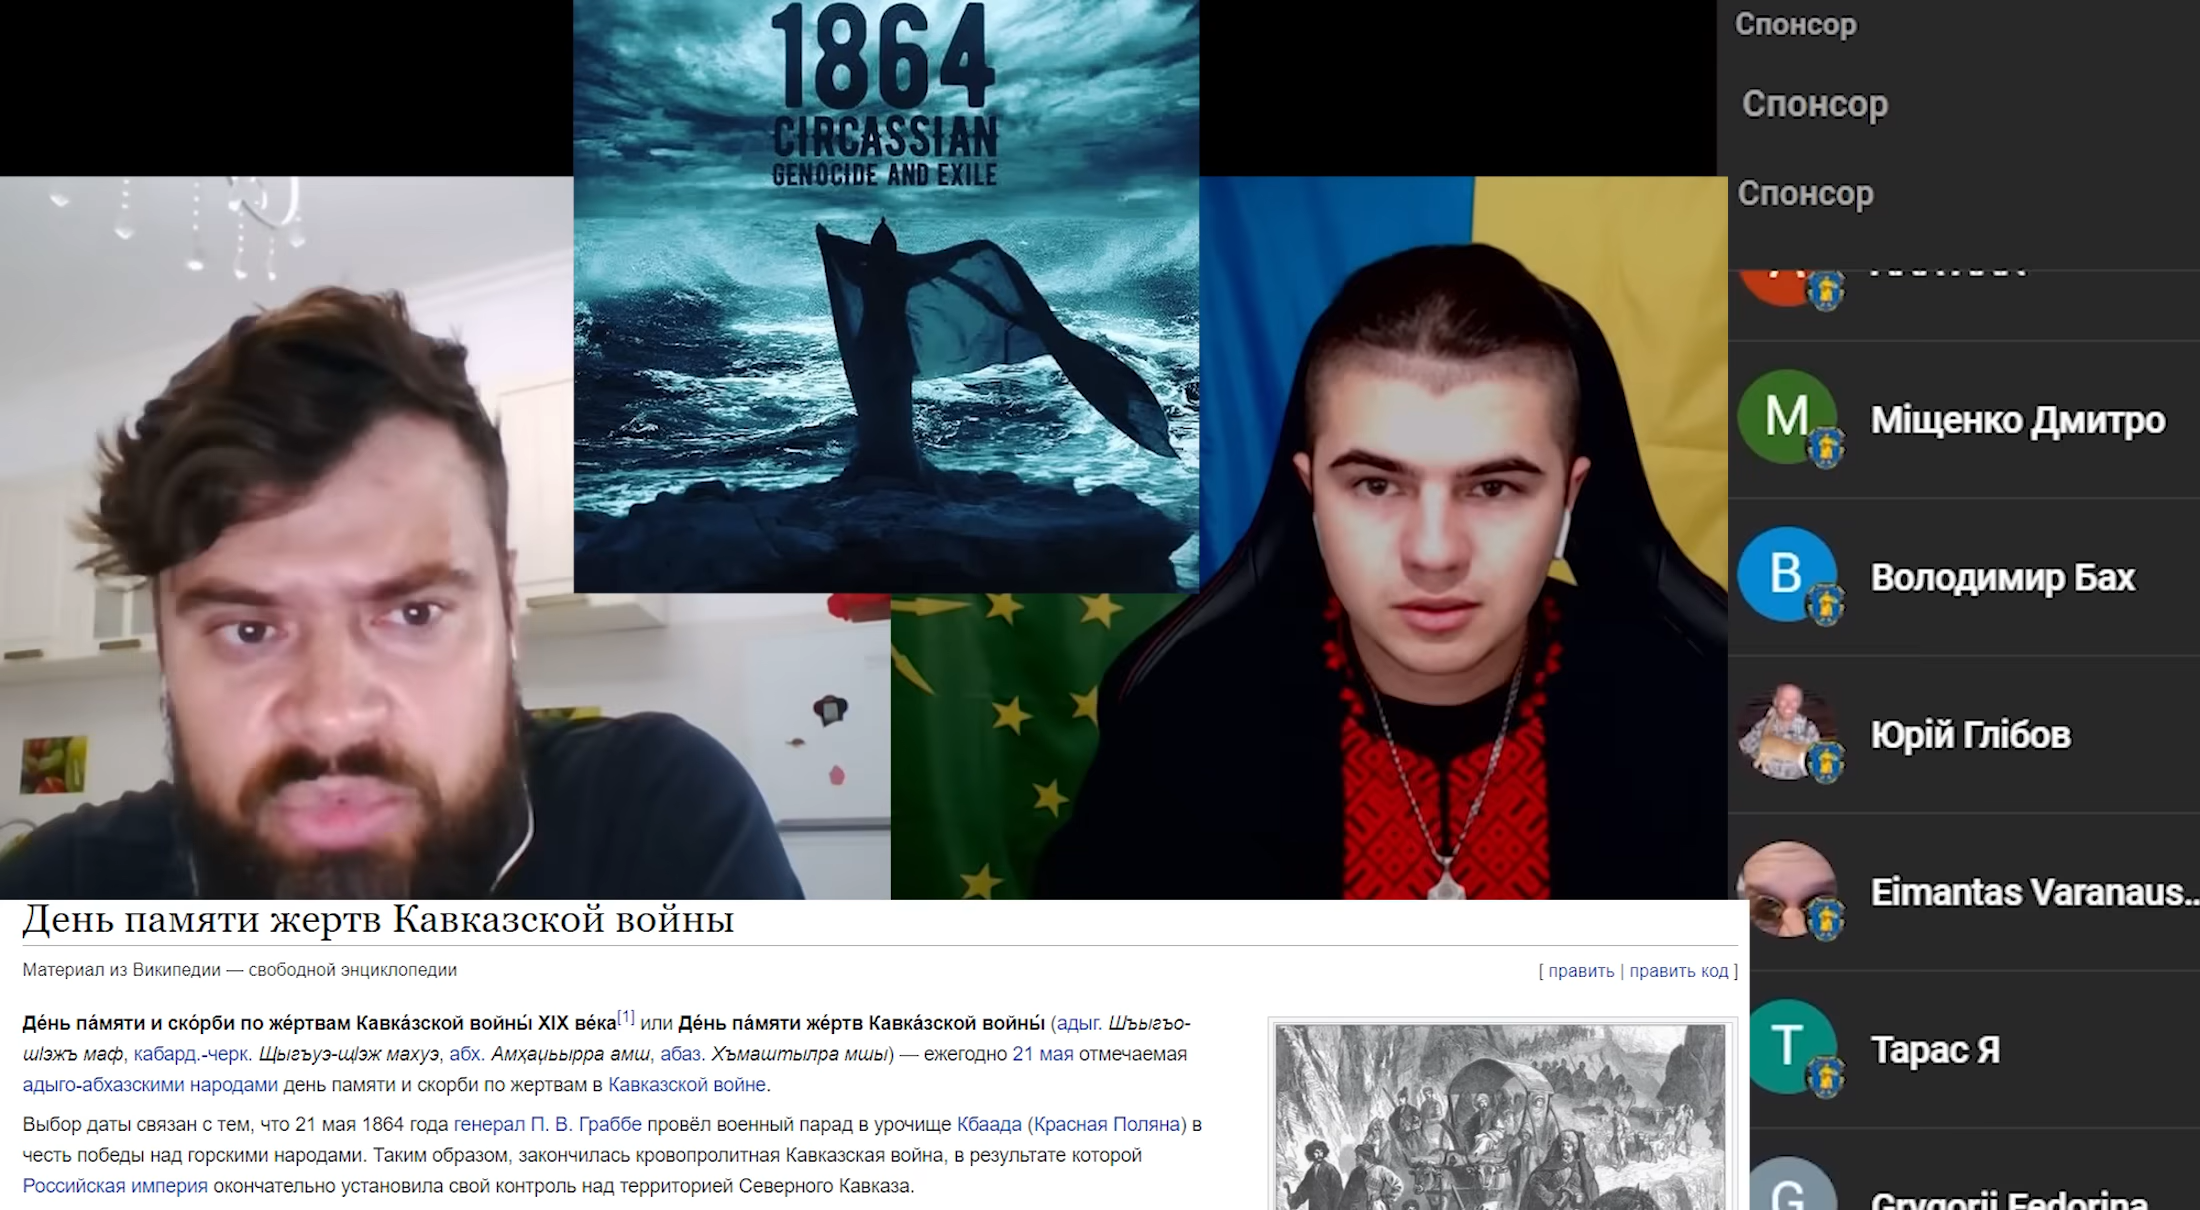 1864
CIRCASSIAN
GENOCIDE AND EXILE
Спонсор
Спонсор
Спонсор
М
Міщенко Дмитро
В
Володимир Бах
Юрій Глібов
Eimantas Varanaus...
Т
Тарас Я
G
Grygorii Fedorina
День памяти жертв Кавказской войны
Материал из Википедии — свободной энциклопедии
[ править | править код ]
Де́нь па́мяти и ско́рби по же́ртвам Кавка́зской войны́ XIX ве́ка[1] или Де́нь па́мяти же́ртв Кавка́зской войны́ (адыг. Шъыгъо-
шӏэжъ маф, кабард.-черк. Щыгъуэ-щӏэж махуэ, абх. Амҳаџьырра амш, абаз. Хъмаштылра мшы) — ежегодно 21 мая отмечаемая
адыго-абхазскими народами день памяти и скорби по жертвам в Кавказской войне.
Выбор даты связан с тем, что 21 мая 1864 года генерал П. В. Граббе провёл военный парад в урочище Кбаада (Красная Поляна) в
честь победы над горскими народами. Таким образом, закончилась кровопролитная Кавказская война, в результате которой
Российская империя окончательно установила свой контроль над территорией Северного Кавказа.